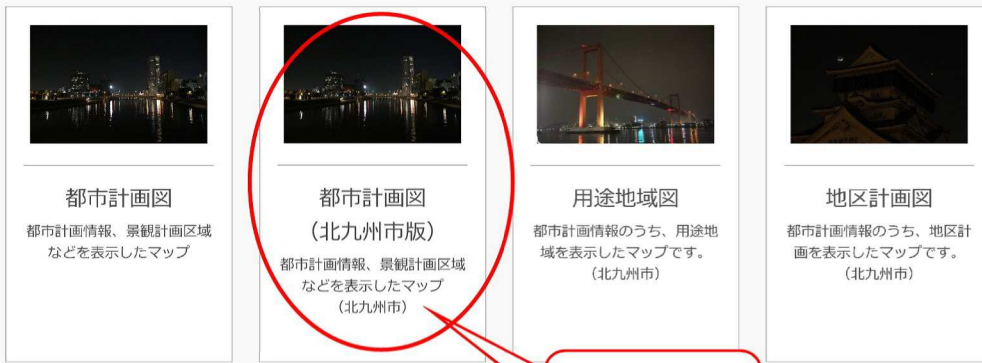 都市計画図
都市計画情報、景観計画区域
などを表示したマップ
都市計画図
（北九州市版）
都市計画情報、景観計画区域
などを表示したマップ
（北九州市）
用途地域図
都市計画情報のうち、用途地
域を表示したマップです。
（北九州市）
地区計画図
都市計画情報のうち、地区計
画を表示したマップです。
（北九州市）